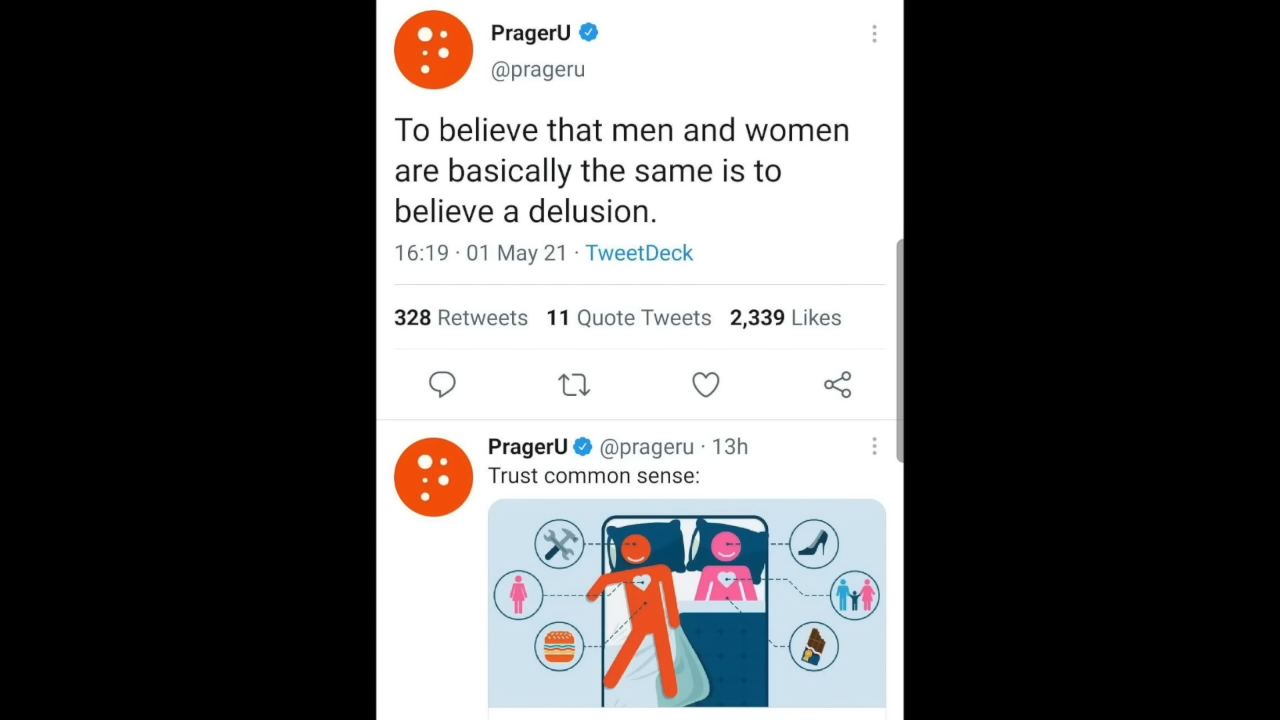 PragerU
@prageru
To believe that men and women
are basically the same is to
believe a delusion.
16:19 · 01 May 21 · TweetDeck
328 Retweets 11 Quote Tweets 2,339 Likes
PragerU @prageru · 13h
Trust common sense: